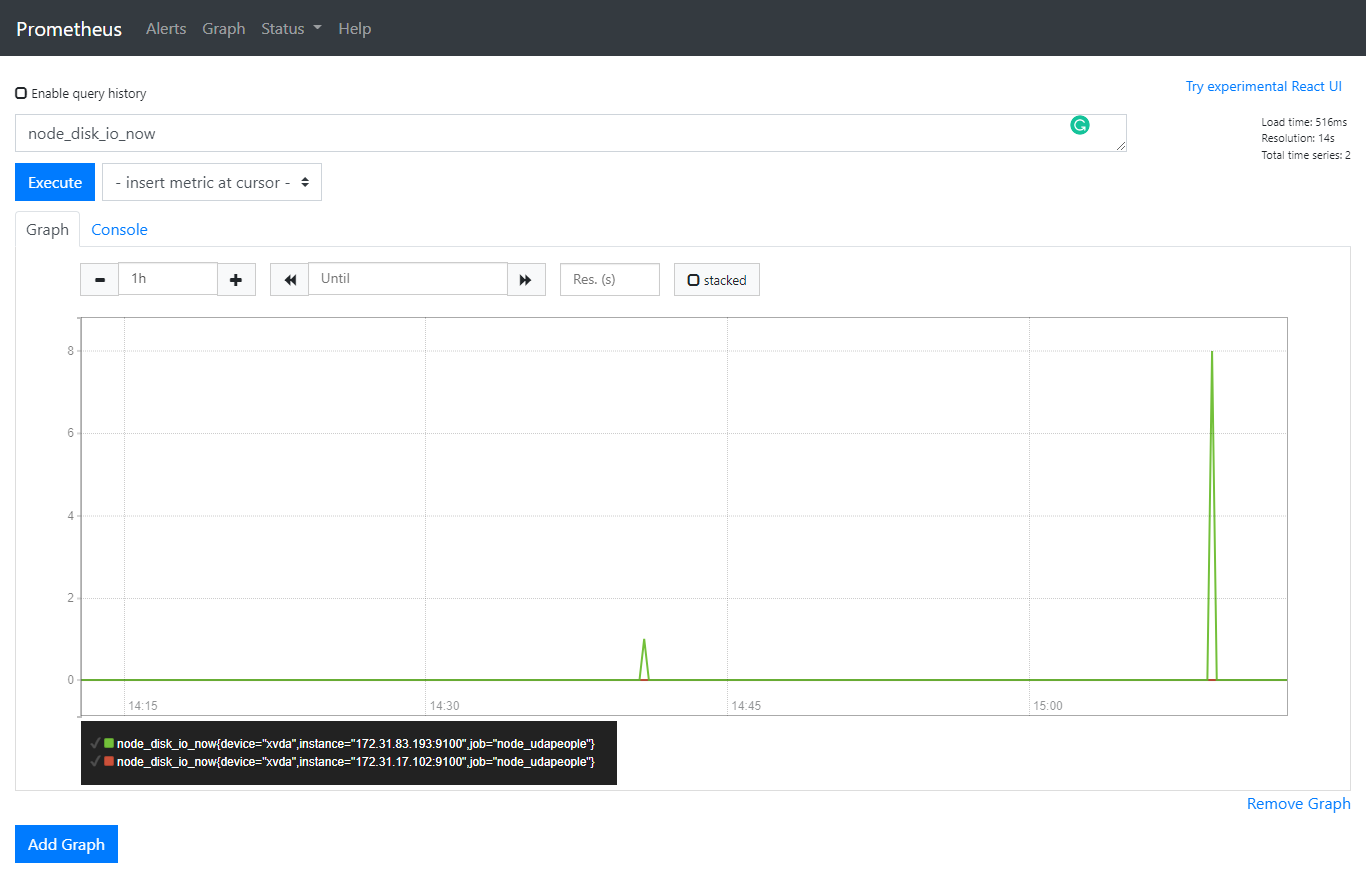 Prometheus Alerts Graph Status Help
Enable query history
Try experimental React UI
node_disk_io_now
Load time: 516ms
Resolution: 14s
Total time series: 2
Execute - insert metric at cursor -
Graph Console
1h Until Res. (s) stacked
8
6
4
2
0
14:15 14:30 14:45 15:00
node_disk_io_now{device="xvda",instance="172.31.83.193:9100",job="node_udapeople"}
node_disk_io_now{device="xvda",instance="172.31.17.102:9100",job="node_udapeople"}
Remove Graph
Add Graph